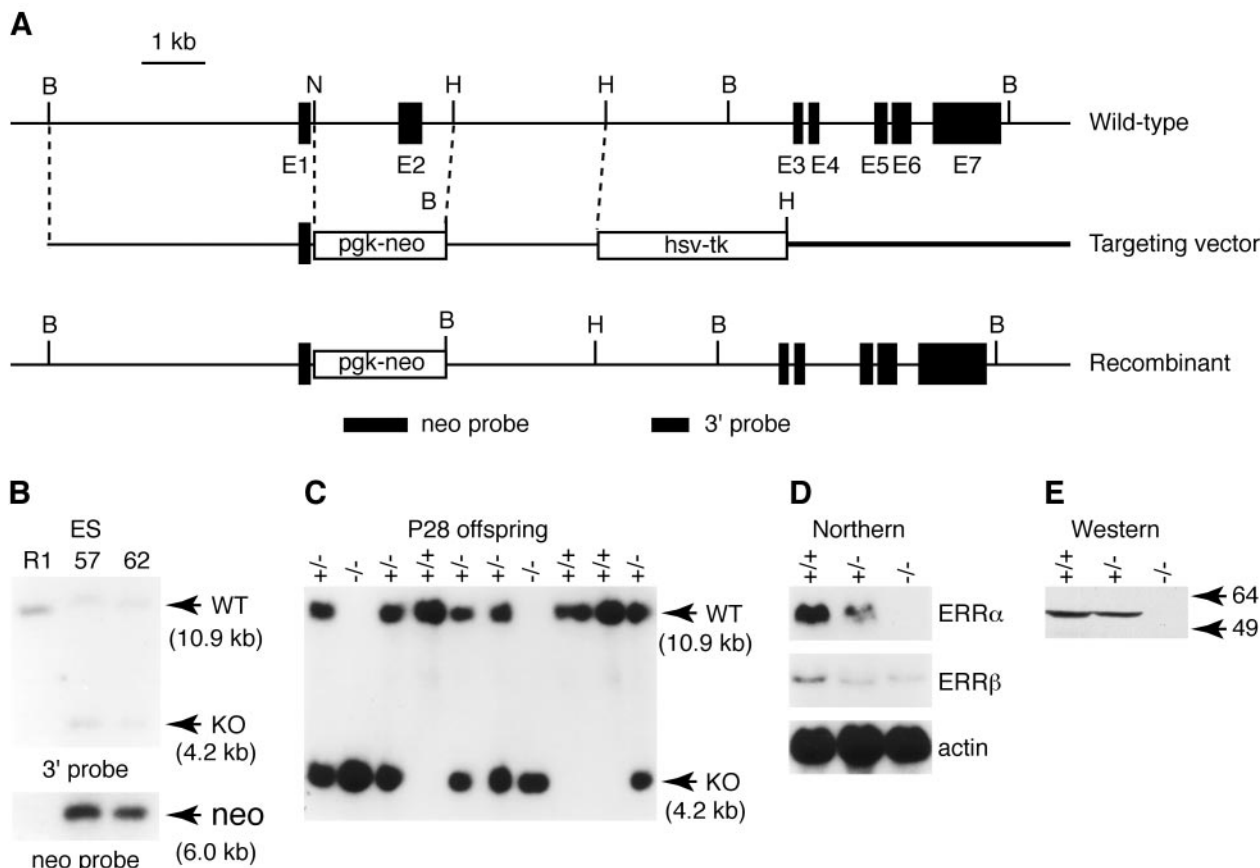 A
1 kb
B N H H B B
Wild-type
E1 E2 E3 E4 E5 E6 E7
B H
pgk-neo hsv-tk
Targeting vector
B B H B B
pgk-neo
Recombinant
neo probe 3' probe
B
ES
R1 57 62
WT
(10.9 kb)
KO
(4.2 kb)
3' probe
neo
(6.0 kb)
neo probe
C
P28 offspring
+/- -/- +/- +/+ +/- +/- -/- +/+ +/+ +/-
WT
(10.9 kb)
KO
(4.2 kb)
D
Northern
+/+ +/- -/-
ERRα
ERRβ
actin
E
Western
+/+ +/- -/-
64
49